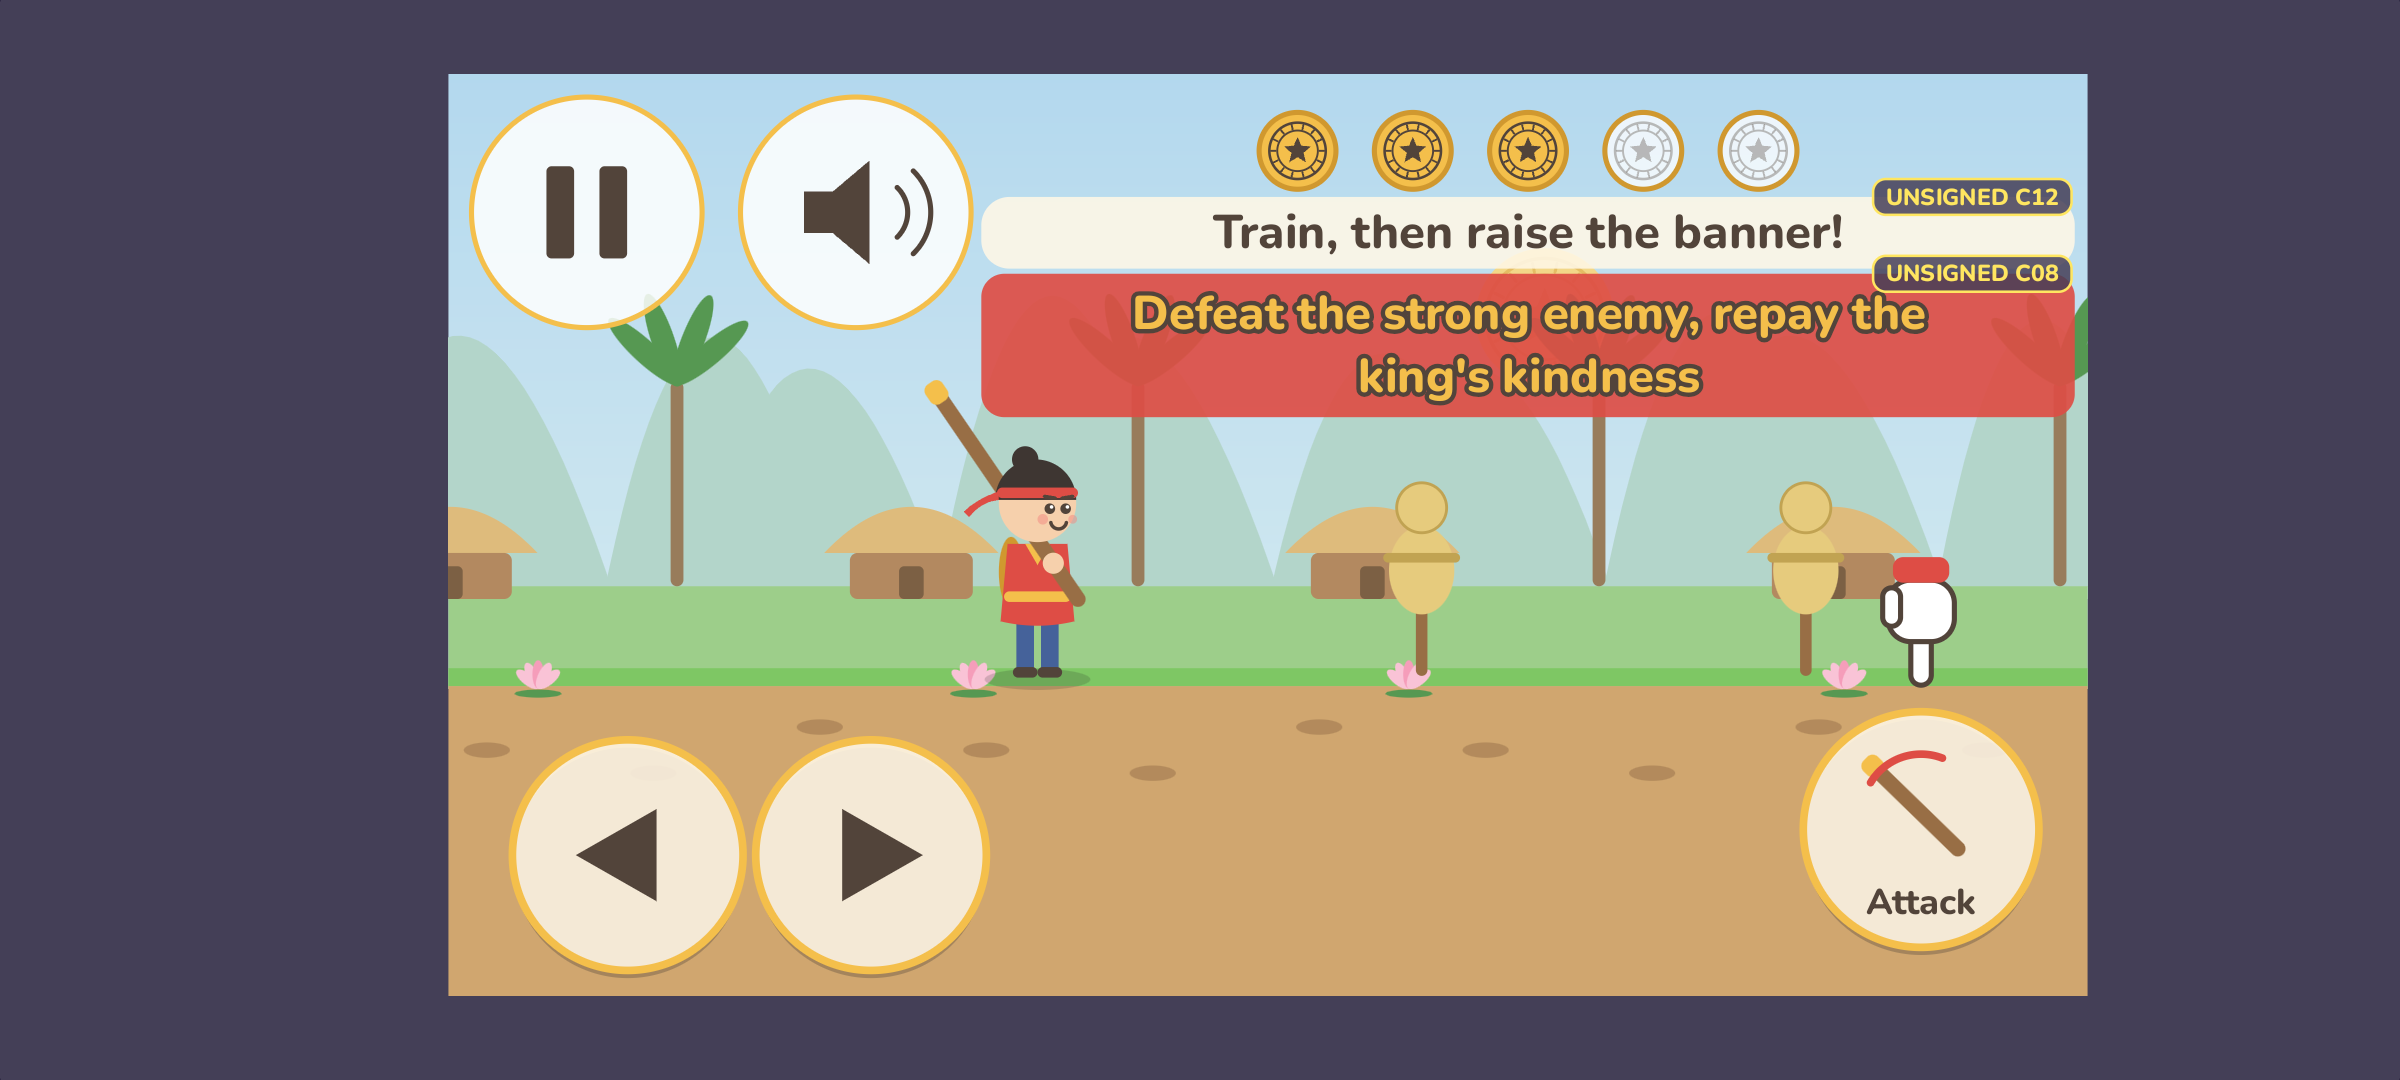 UNSIGNED C12
Train, then raise the banner!
UNSIGNED C08
Defeat the strong enemy, repay the
king's kindness
Attack